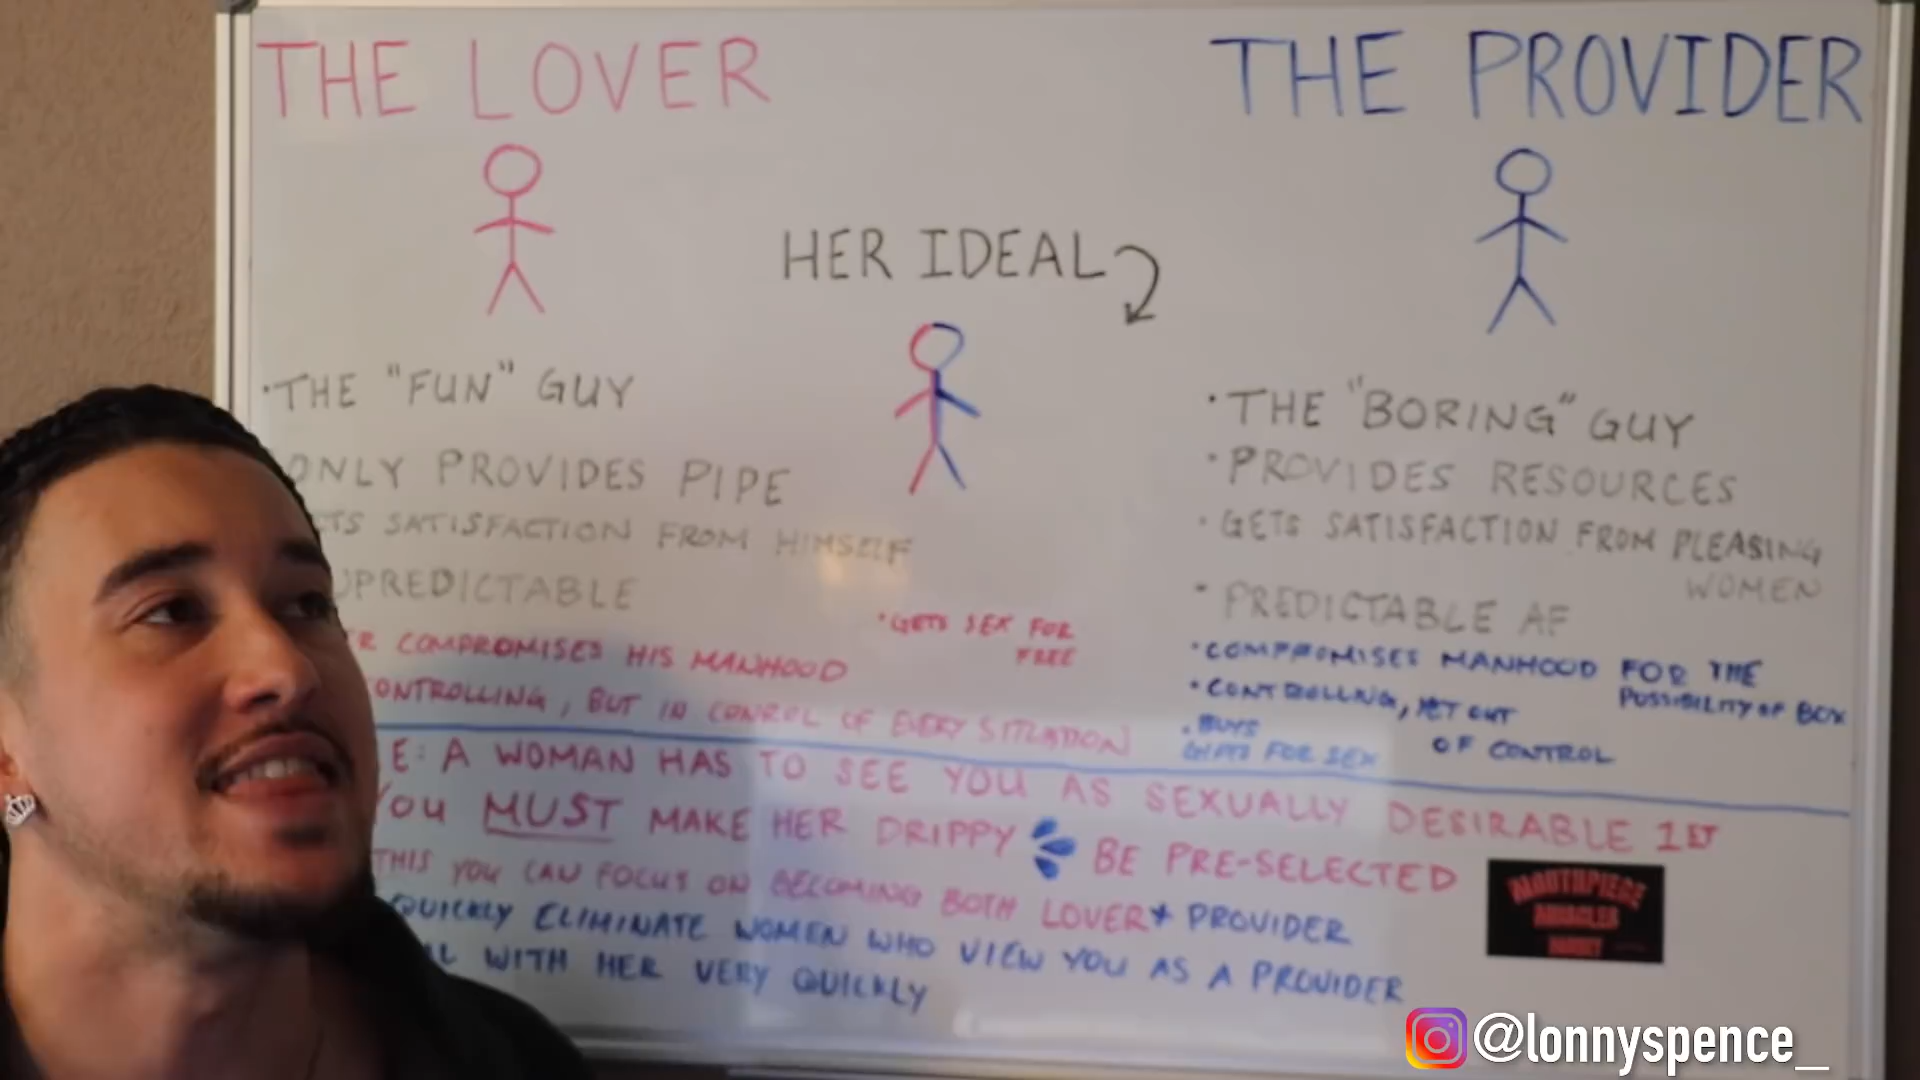 THE LOVER
THE PROVIDER
HER IDEAL
·THE "FUN" GUY
ONLY PROVIDES PIPE
SATISFACTION FROM HIMSELF
PREDICTABLE
·GETS SEX FOR
FREE
COMPROMISES HIS MANHOOD
CONTROLLING, BUT IN CONTROL OF EVERY SITUATION
·THE "BORING" GUY
·PROVIDES RESOURCES
·GETS SATISFACTION FROM PLEASING
WOMEN
·PREDICTABLE AF
·COMPROMISES MANHOOD FOR THE
POSSIBILITY OF BOX
·CONTROLLING, YET OUT
OF CONTROL
·BUYS
GIFTS FOR SEX
E: A WOMAN HAS TO SEE YOU AS SEXUALLY DESIRABLE 1ST
YOU MUST MAKE HER DRIPPY BE PRE-SELECTED
THIS YOU CAN FOCUS ON BECOMING BOTH LOVER + PROVIDER
QUICKLY ELIMINATE WOMEN WHO VIEW YOU AS A PROVIDER
WITH HER VERY QUICKLY
MOUTHPIECE
@lonnyspence_